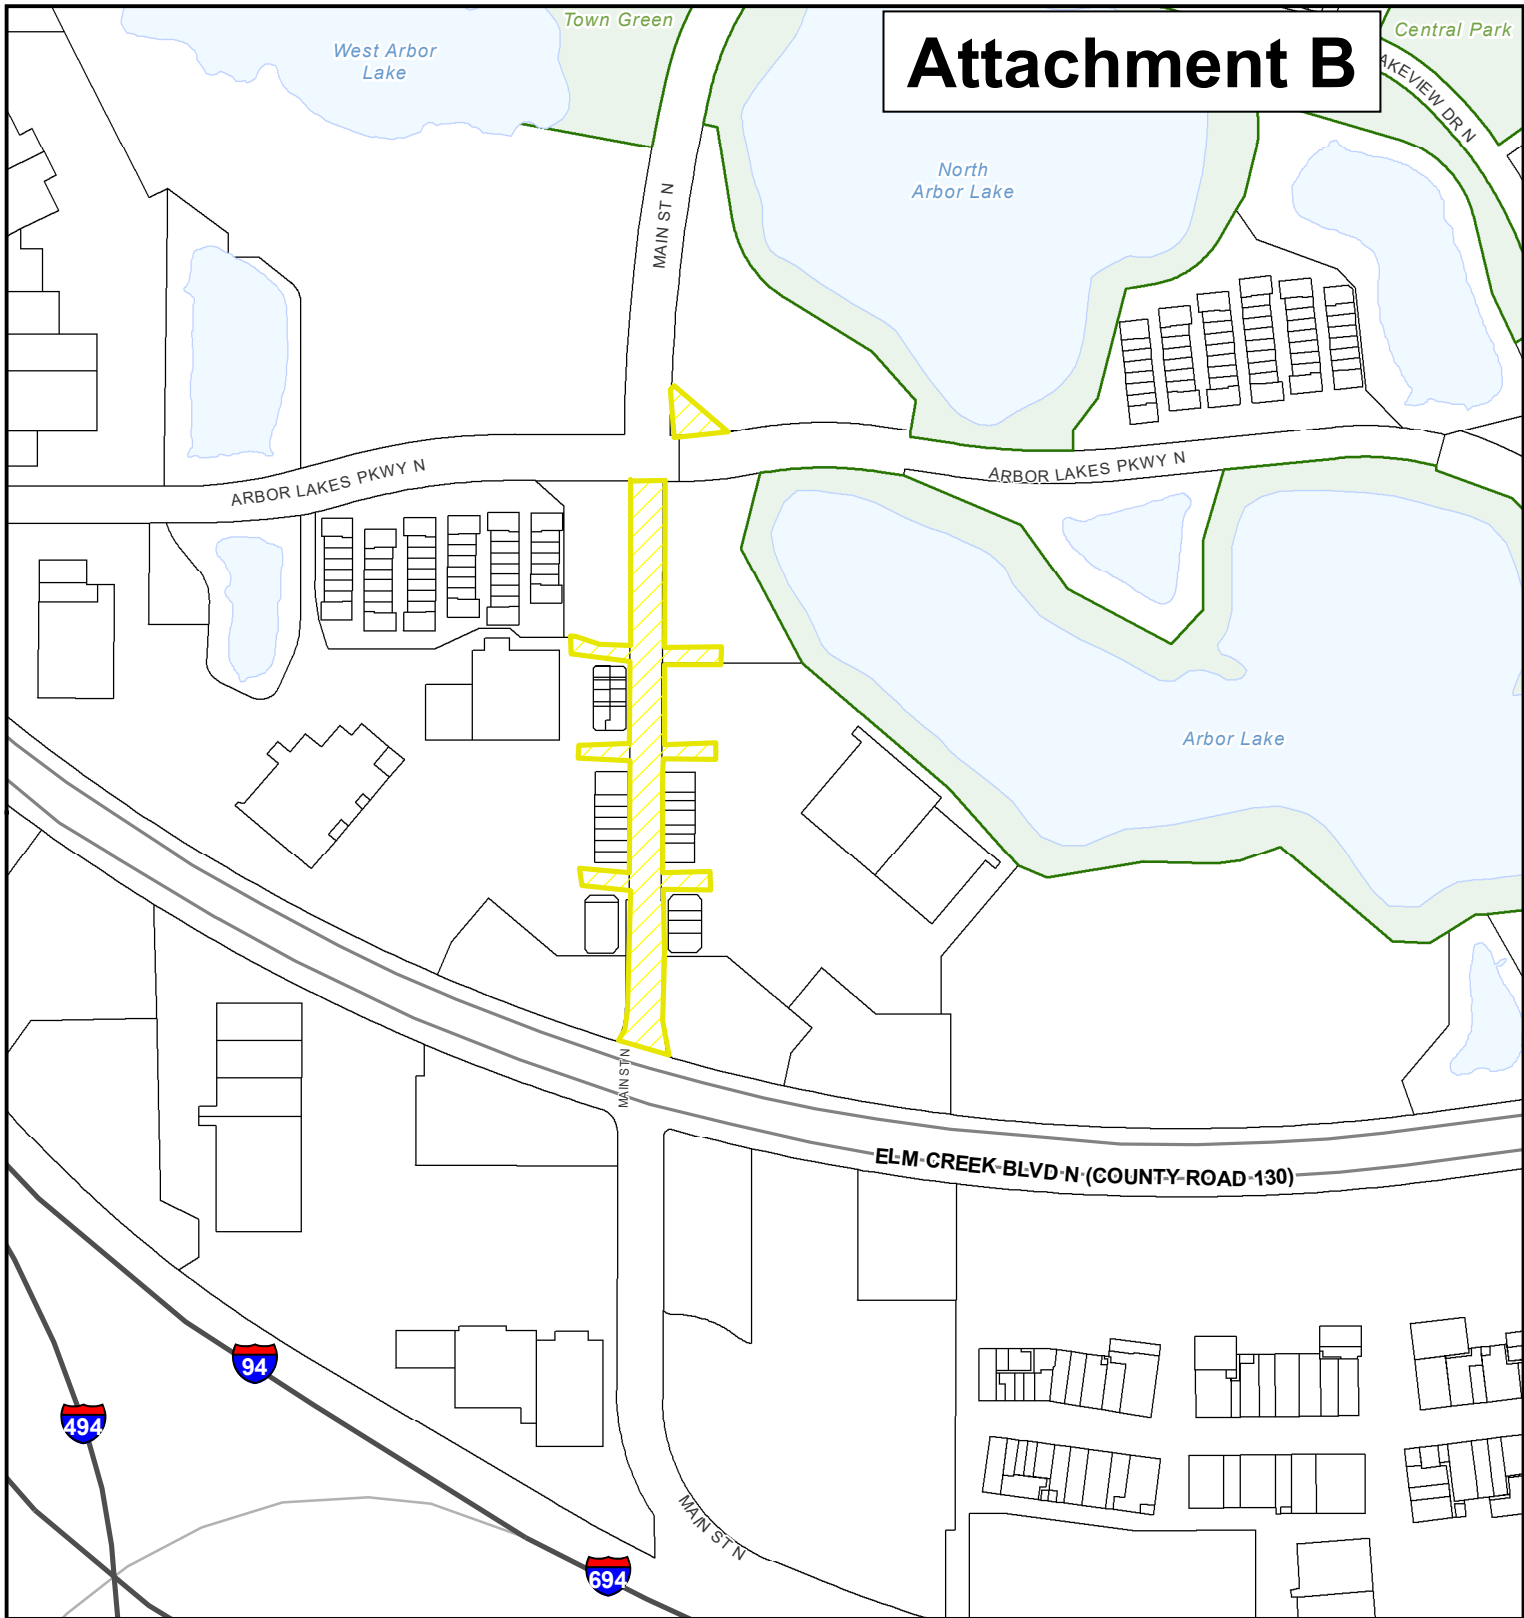 Town Green
West Arbor
Lake
Attachment B
Central Park
AKEVIEW DR N
North
Arbor Lake
MAIN ST N
ARBOR LAKES PKWY N
ARBOR LAKES PKWY N
Arbor Lake
MAIN ST N
ELM CREEK BLVD N (COUNTY ROAD 130)
94
494
MAIN ST N
694